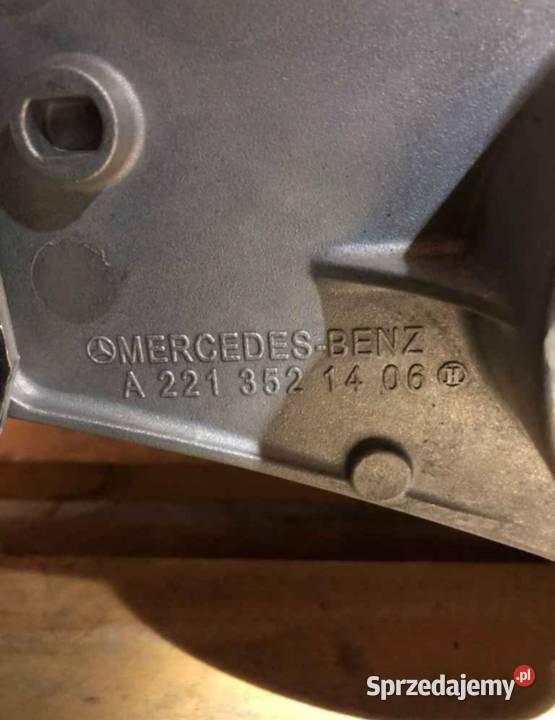 MERCEDES-BENZ
A 221 352 14 06 H
Sprzedajemy.pl